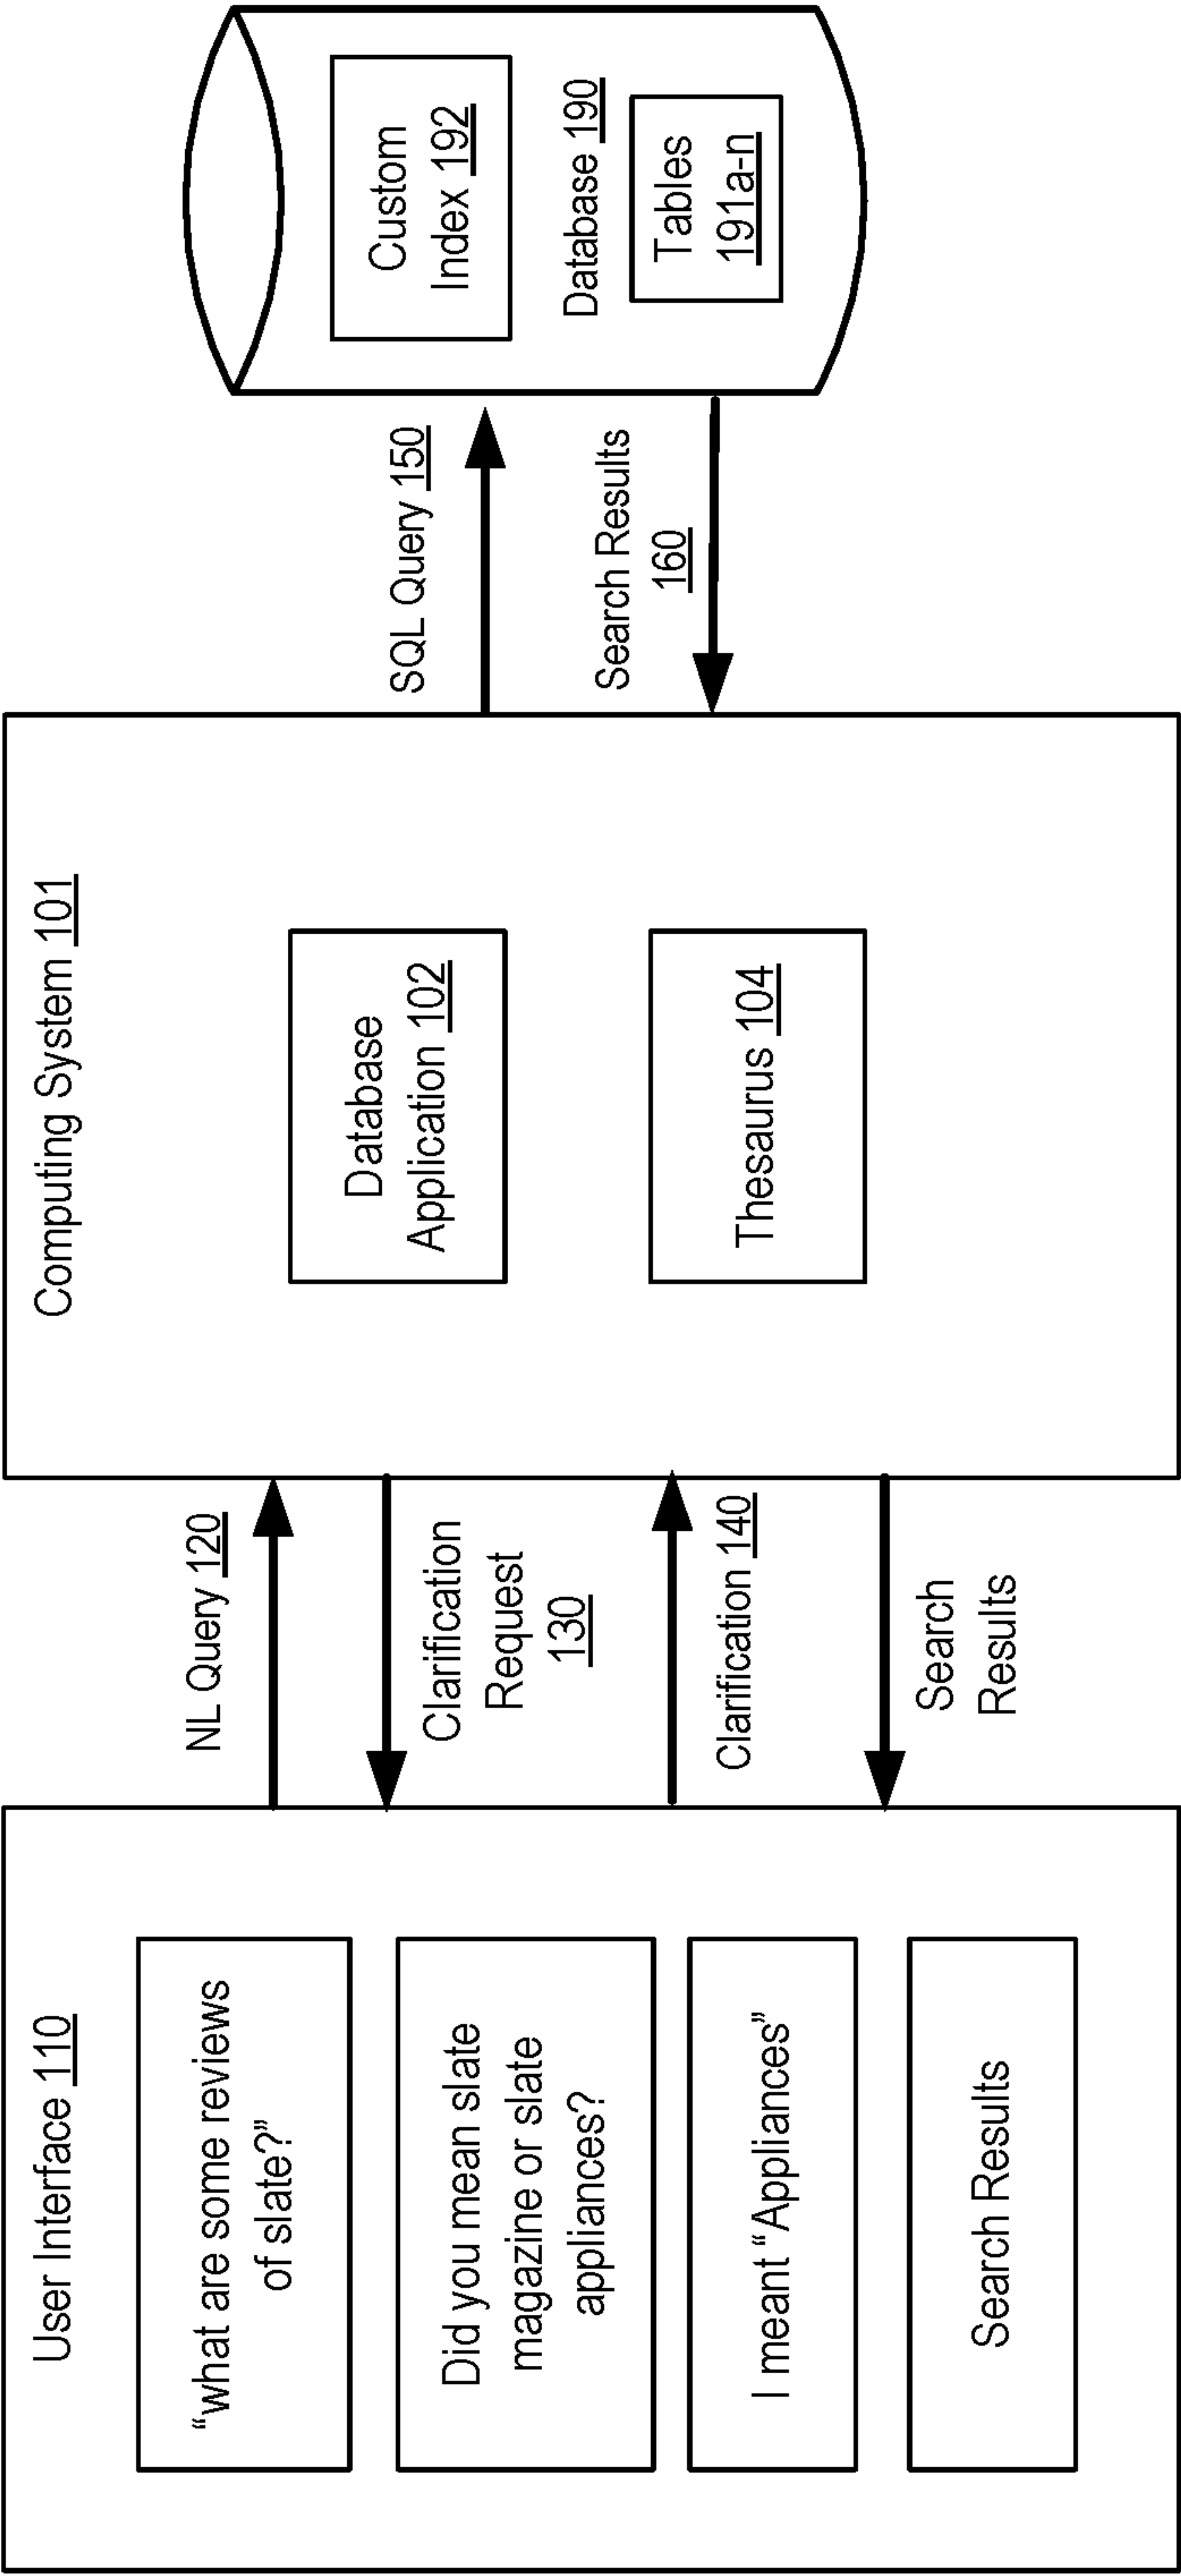 User Interface 110
“what are some reviews
of slate?”
Did you mean slate
magazine or slate
appliances?
I meant “Appliances”
Search Results
NL Query 120
Clarification
Request
130
Clarification 140
Search
Results
Computing System 101
Database
Application 102
Thesaurus 104
SQL Query 150
Search Results
160
Custom
Index 192
Database 190
Tables
191a-n